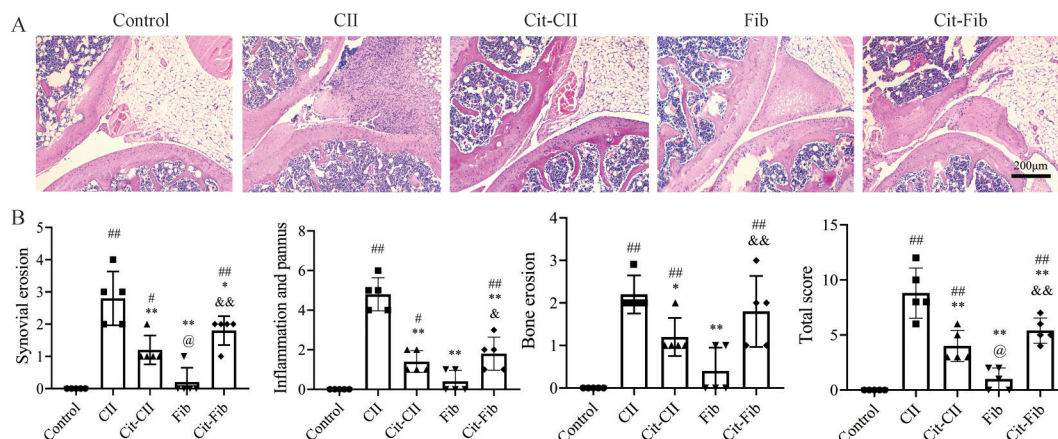 A
Control
CII
Cit-CII
Fib
Cit-Fib
200μm
B
Synovial erosion
5
4
3
2
1
0
##
#
**
**
@
##
*
&&
Control
CII
Cit-CII
Fib
Cit-Fib
Inflammation and pannus
8
6
4
2
0
##
#
**
**
##
**
&
Control
CII
Cit-CII
Fib
Cit-Fib
Bone erosion
4
3
2
1
0
##
##
*
**
##
&&
Control
CII
Cit-CII
Fib
Cit-Fib
Total score
15
10
5
0
##
##
**
**
@
##
**
&&
Control
CII
Cit-CII
Fib
Cit-Fib